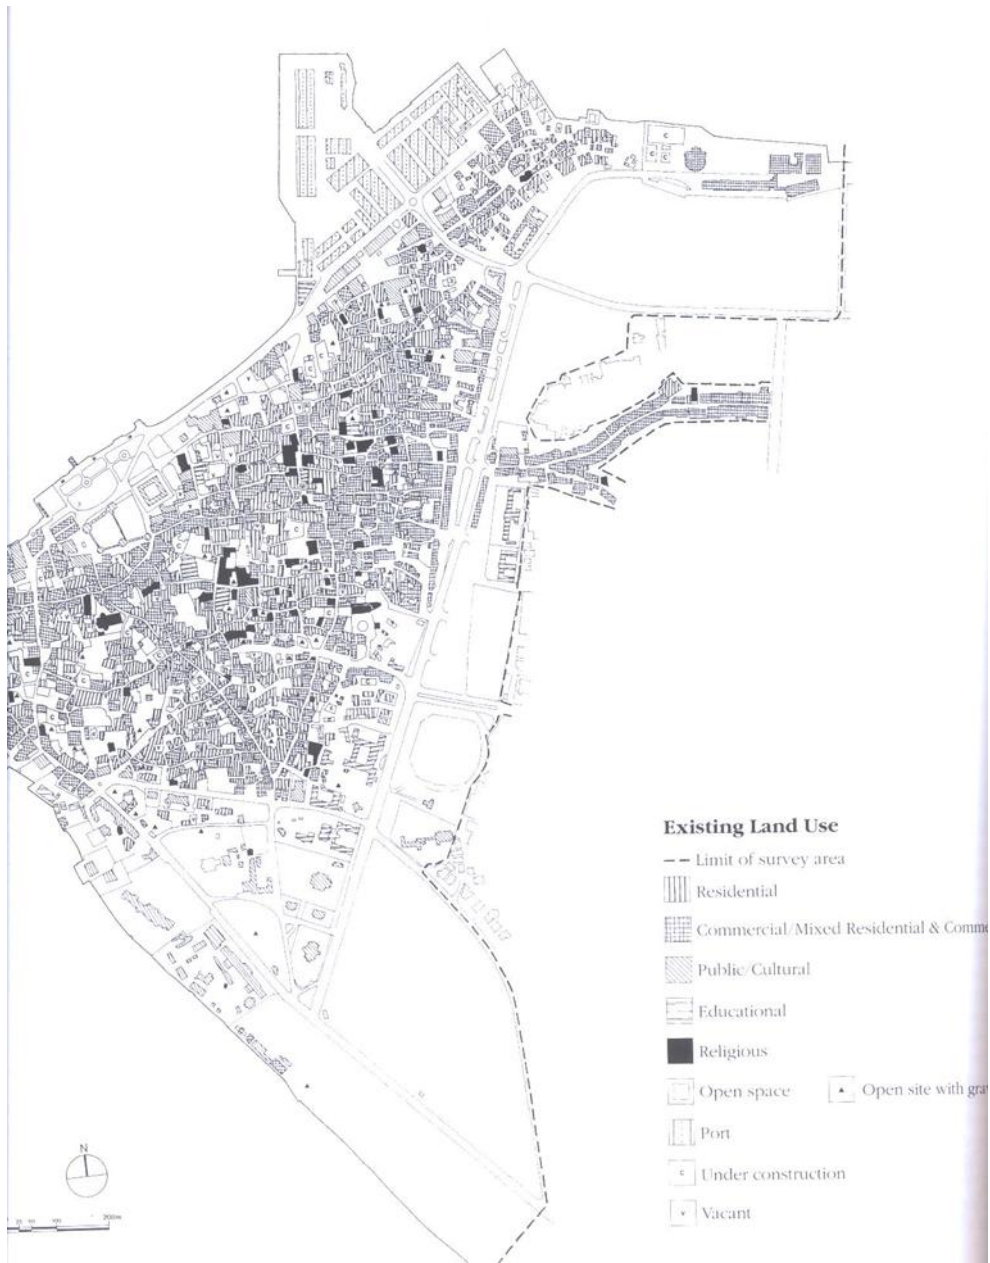 Existing Land Use
Limit of survey area
Residential
Commercial/Mixed Residential & Comme
Public/Cultural
Educational
Religious
Open space
Open site with gra
Port
c Under construction
v Vacant
N
200m